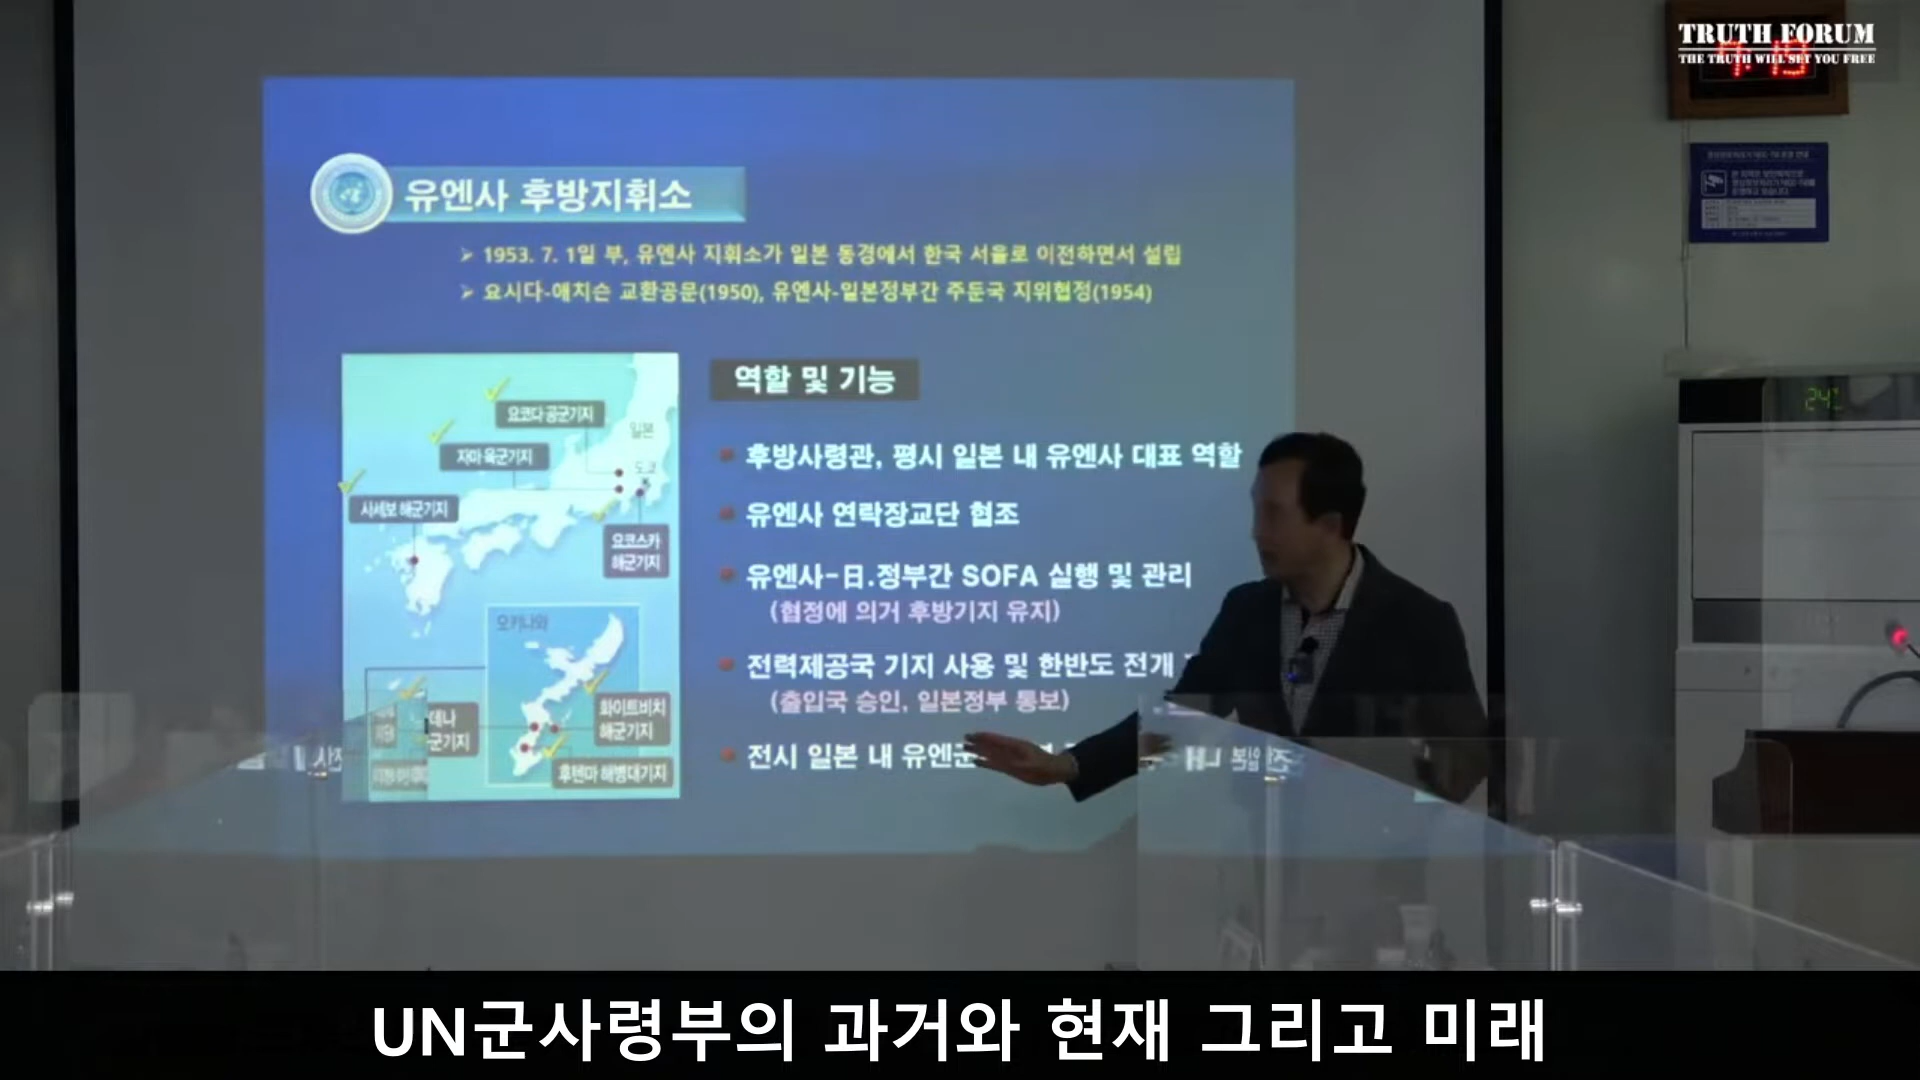 TRUTH FORUM
THE TRUTH WILL SET YOU FREE
유엔사 후방지휘소
➢ 1953. 7. 1일 부, 유엔사 지휘소가 일본 동경에서 한국 서울로 이전하면서 설립
➢ 요시다-애치슨 교환공문(1950), 유엔사-일본정부간 주둔국 지위협정(1954)
요코다 공군기지
일본
자마 육군기지
도쿄
사세보 해군기지
요코스카
해군기지
오키나와
화이트비치
해군기지
데나
군기지
후텐마 해병대기지
역할 및 기능
후방사령관, 평시 일본 내 유엔사 대표 역할
유엔사 연락장교단 협조
유엔사-日.정부간 SOFA 실행 및 관리
(협정에 의거 후방기지 유지)
전력제공국 기지 사용 및 한반도 전개
(출입국 승인, 일본정부 통보)
전시 일본 내 유엔군
24℃
UN군사령부의 과거와 현재 그리고 미래